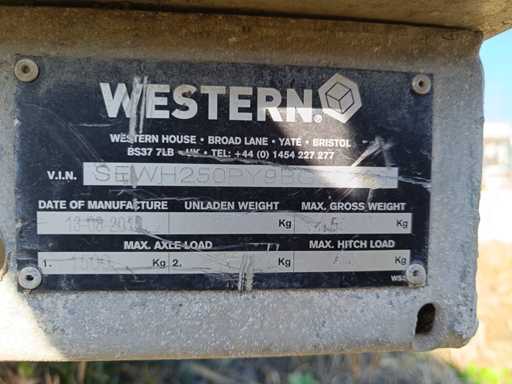 WESTERN®
WESTERN HOUSE • BROAD LANE • YATE • BRISTOL
BS37 7LB • UK • TEL: +44 (0) 1454 227 277
V.I.N.
DATE OF MANUFACTURE UNLADEN WEIGHT MAX. GROSS WEIGHT
Kg Kg
MAX. AXLE LOAD MAX. HITCH LOAD
1. Kg 2. Kg Kg